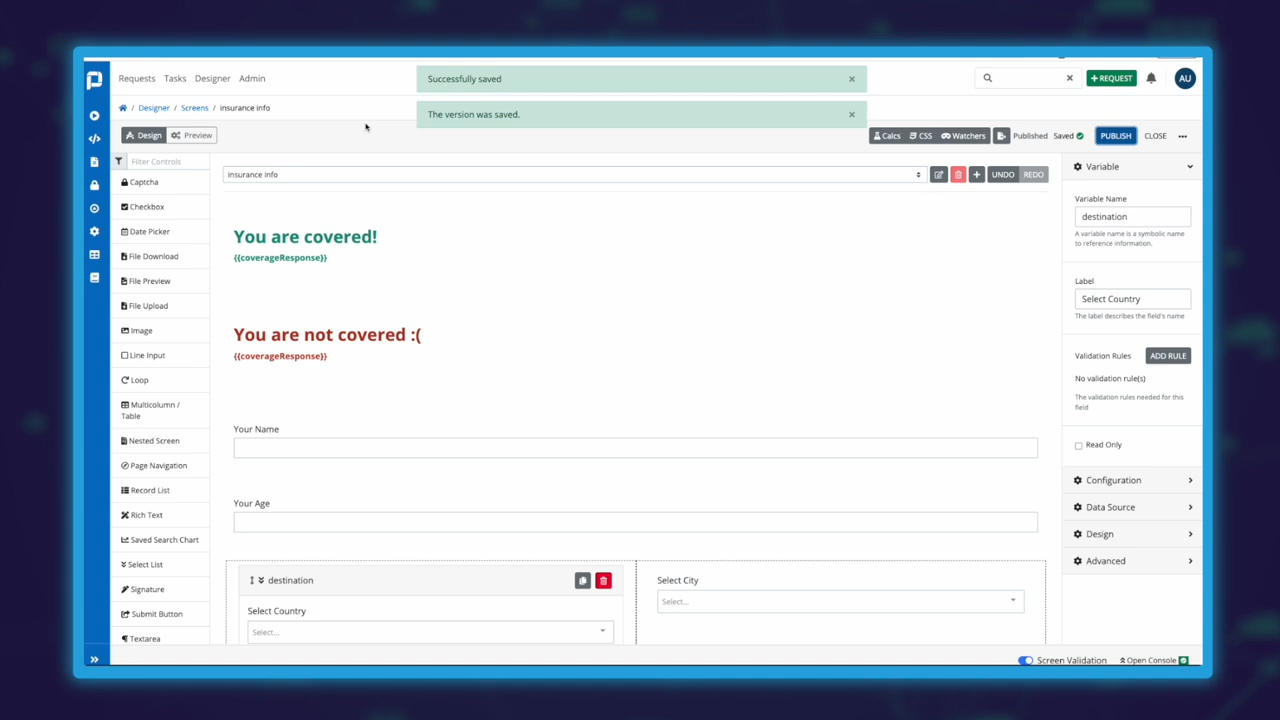 Requests Tasks Designer Admin
Successfully saved
+REQUEST
AU
/ Designer / Screens / insurance info
The version was saved.
Design Preview
Calcs CSS Watchers Published Saved PUBLISH CLOSE
Filter Controls
Captcha
Checkbox
Date Picker
File Download
File Preview
File Upload
Image
Line Input
Loop
Multicolumn /
Table
Nested Screen
Page Navigation
Record List
Rich Text
Saved Search Chart
Select List
Signature
Submit Button
Textarea
insurance info
UNDO REDO
You are covered!
{{coverageResponse}}
You are not covered :(
{{coverageResponse}}
Your Name
Your Age
destination
Select Country
Select...
Select City
Select...
Variable
Variable Name
destination
A variable name is a symbolic name
to reference information.
Label
Select Country
The label describes the field's name
Validation Rules ADD RULE
No validation rule(s)
The validation rules needed for this
field
Read Only
Configuration
Data Source
Design
Advanced
Screen Validation Open Console